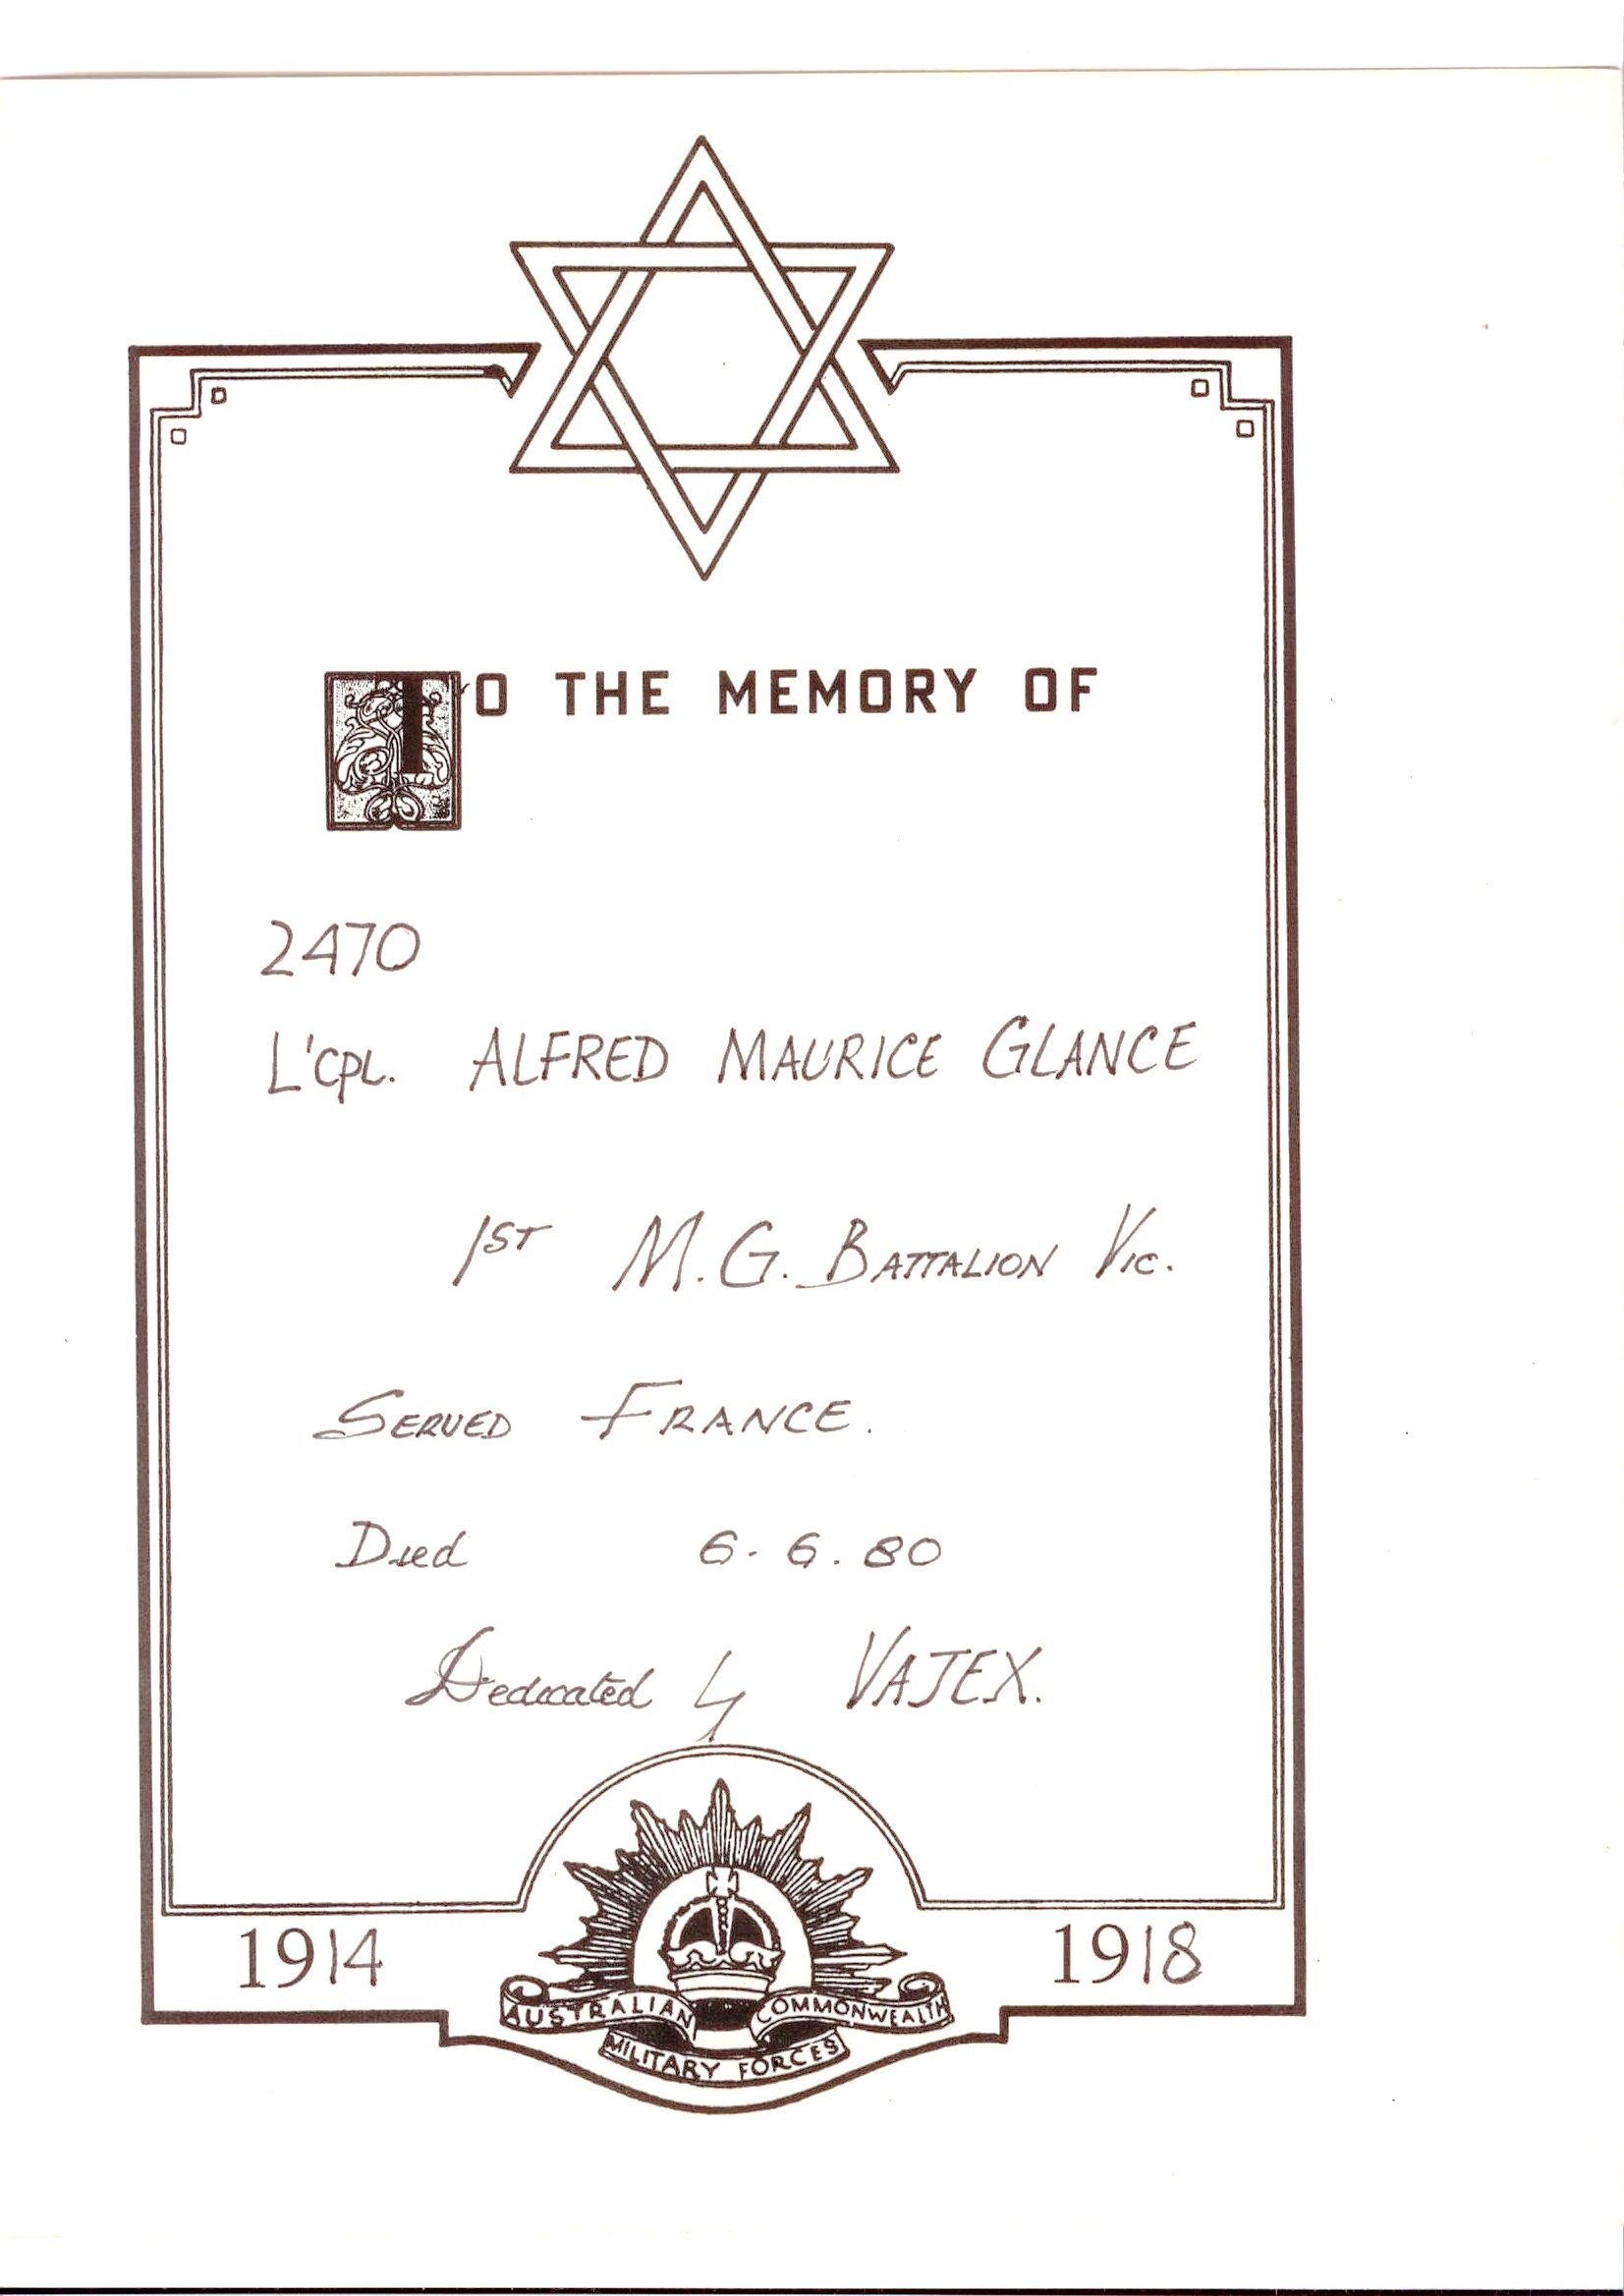 TO THE MEMORY OF
2470
L'CPL. ALFRED MAURICE GLANCE
1ST M.G. BATTALION VIC.
SERVED FRANCE.
Died 6.6.80
Dedicated by VAJEX.
1914 1918
AUSTRALIAN COMMONWEALTH
MILITARY FORCES